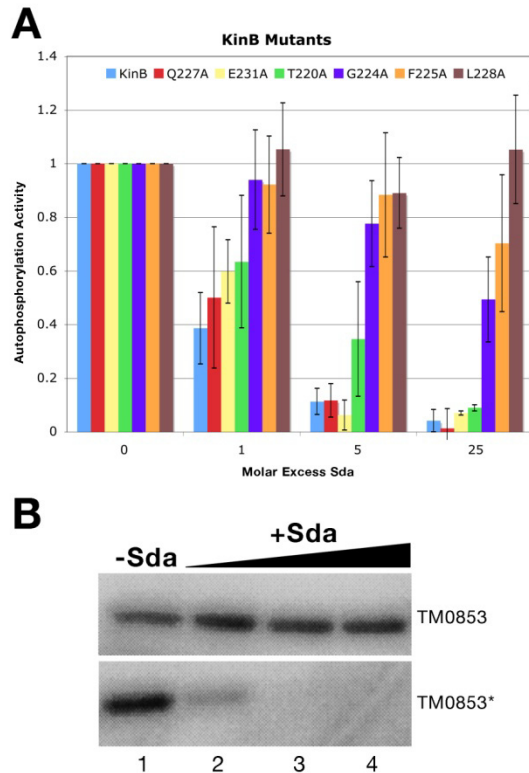 A
KinB Mutants
KinB Q227A E231A T220A G224A F225A L228A
1.4
1.2
1
0.8
0.6
0.4
0.2
0
Autophosphorylation Activity
0 1 5 25
Molar Excess Sda
B
+Sda
-Sda
TM0853
TM0853*
1 2 3 4